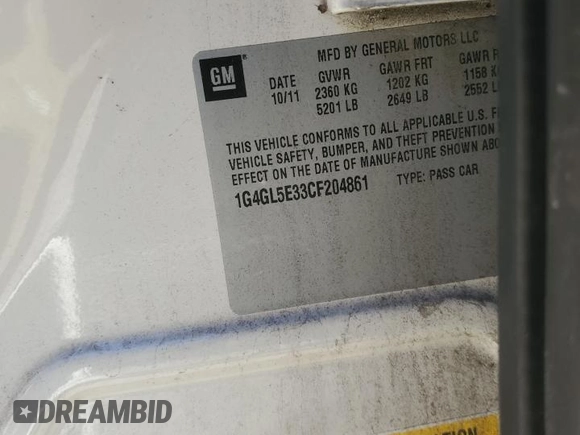 MFD BY GENERAL MOTORS LLC
GM
DATE GVWR GAWR FRT GAWR
10/11 2360 KG 1202 KG 1158
5201 LB 2649 LB 2552
THIS VEHICLE CONFORMS TO ALL APPLICABLE U.S.
VEHICLE SAFETY, BUMPER, AND THEFT PREVENTION
EFFECT ON THE DATE OF MANUFACTURE SHOWN
1G4GL5E33CF204861 TYPE: PASS CAR
DREAMBID